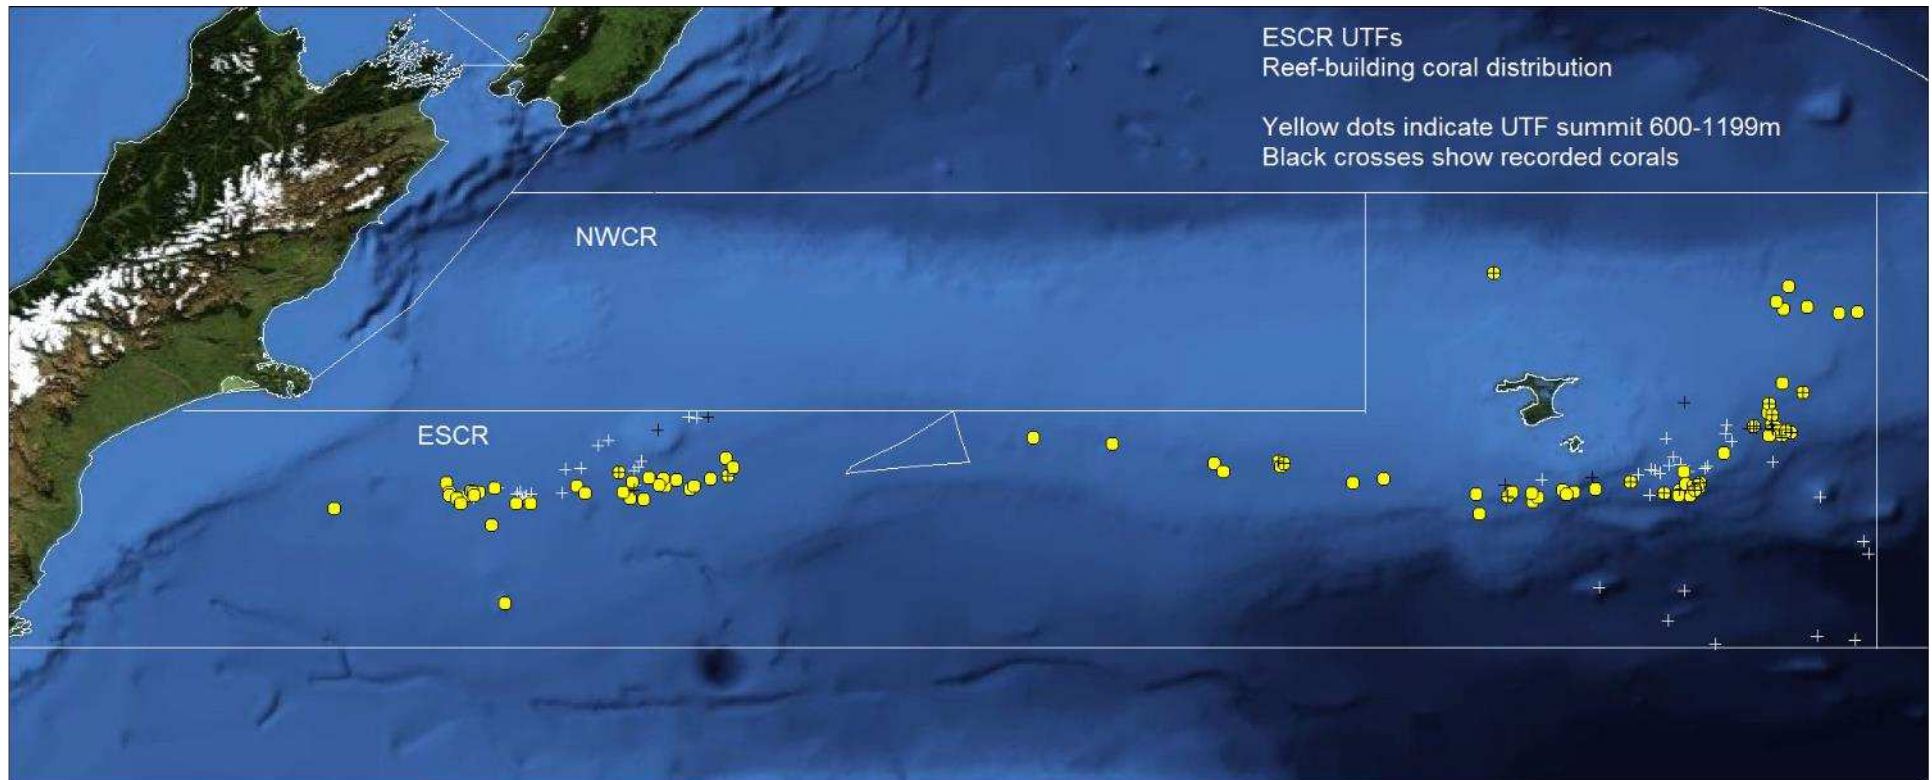 ESCR UTFs
Reef-building coral distribution
Yellow dots indicate UTF summit 600-1199m
Black crosses show recorded corals
NWCR
ESCR